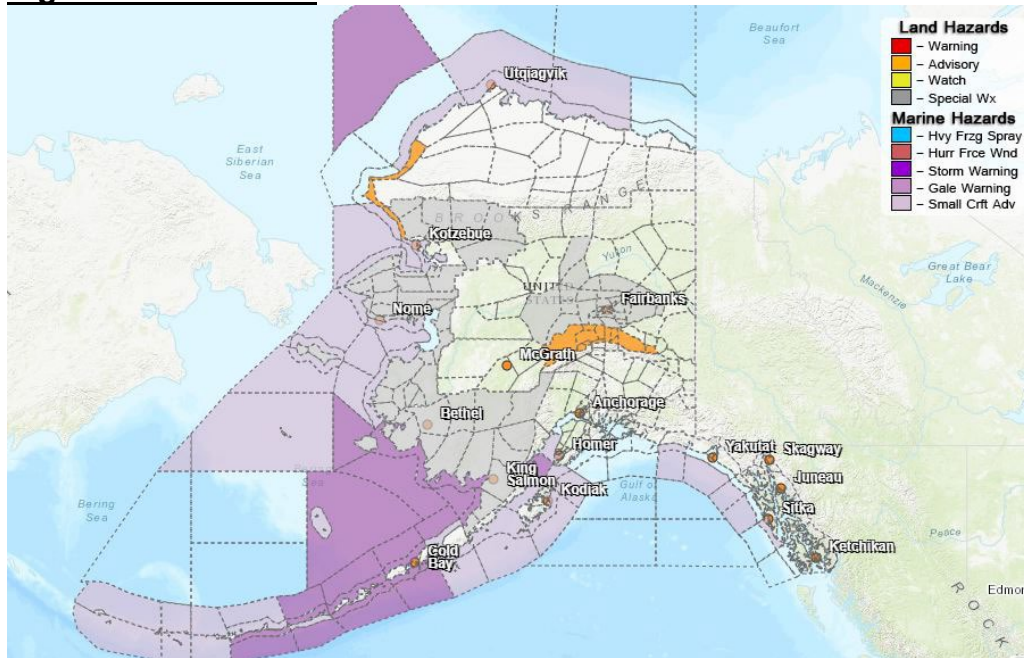 Beaufort
Sea
Land Hazards
– Warning
– Advisory
– Watch
– Special Wx
Marine Hazards
– Hvy Frzg Spray
– Hurr Frce Wnd
– Storm Warning
– Gale Warning
– Small Crft Adv
Utqiagvik
East
Siberian
Sea
BROOKS RANGE
Kotzebue
Yukon
Great Bear
Lake
Mackenzie
UNITED
STATES
Fairbanks
Nome
McGrath
Bethel
Anchorage
Homer
Yakutat
Skagway
King
Salmon
Kodiak
Gulf of
Alaska
Juneau
Sitka
Bering
Sea
Sea
Peace
Ketchikan
Cold
Bay
Edmon
ROCK